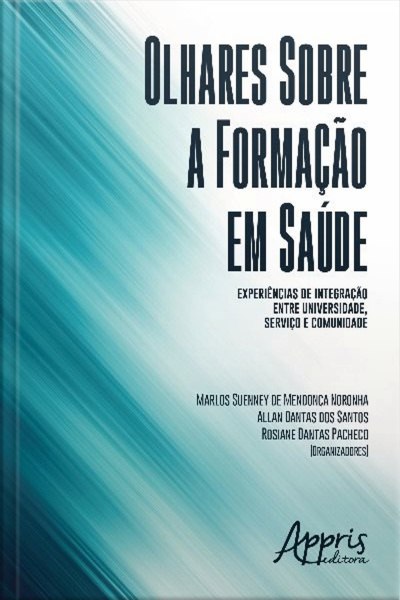 OLHARES SOBRE
A FORMAÇÃO
EM SAÚDE
EXPERIÊNCIAS DE INTEGRAÇÃO
ENTRE UNIVERSIDADE,
SERVIÇO E COMUNIDADE
MARLOS SUENNEY DE MENDONÇA NORONHA
ALLAN DANTAS DOS SANTOS
ROSIANE DANTAS PACHECO
(ORGANIZADORES)
Appris
editora